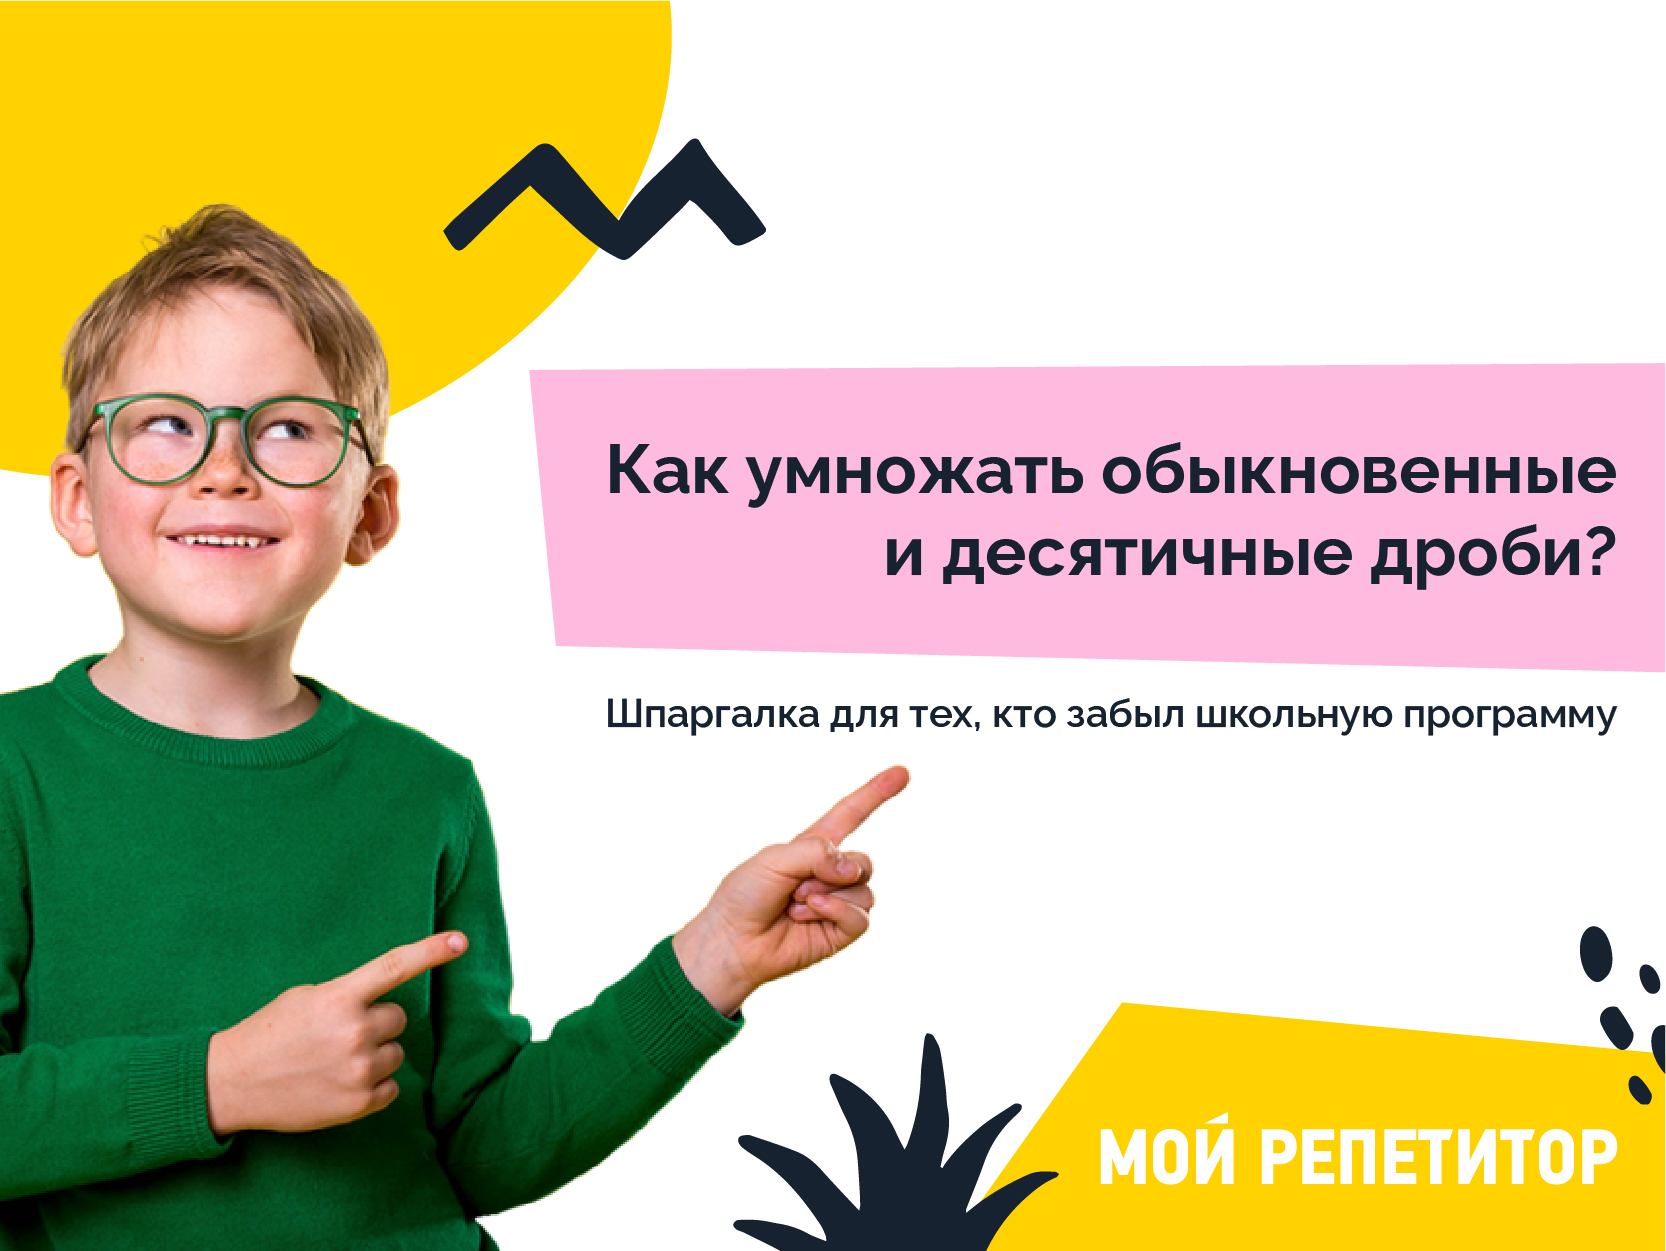 Как умножать обыкновенные
и десятичные дроби?
Шпаргалка для тех, кто забыл школьную программу
МОЙ РЕПЕТИТОР